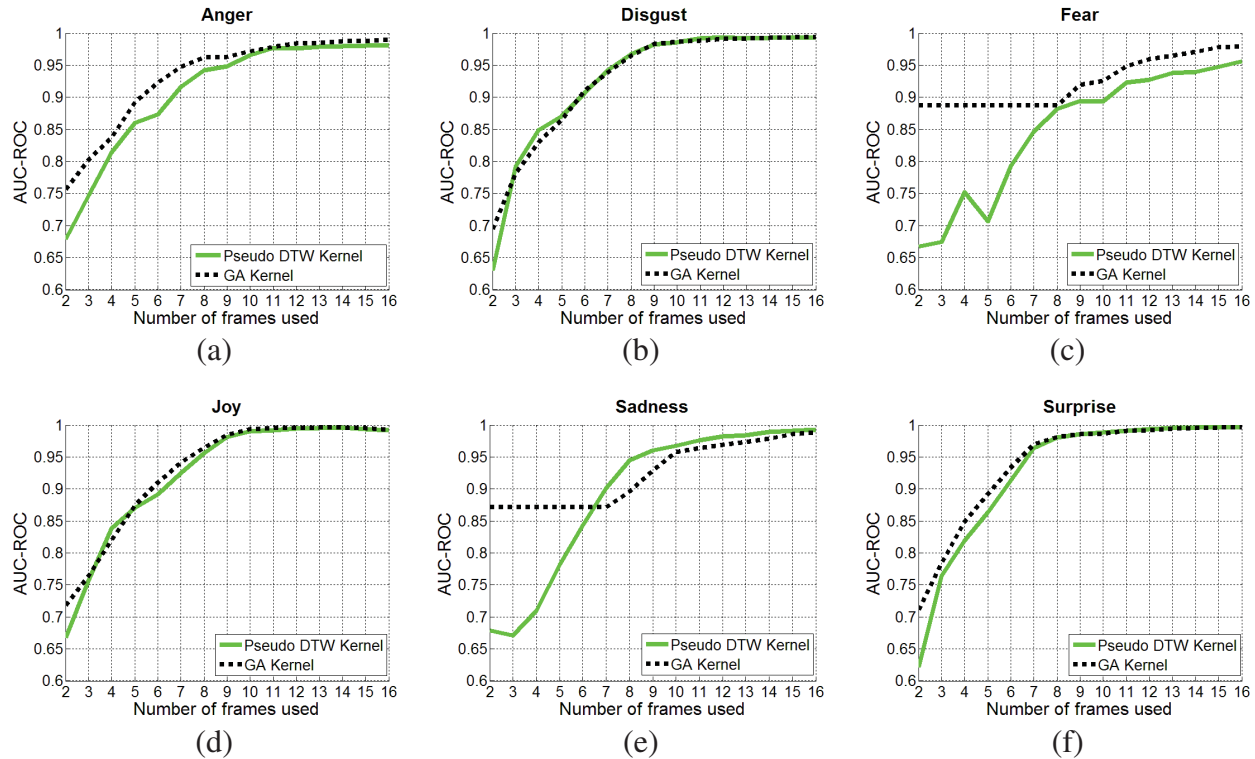 Anger
AUC-ROC
1
0.95
0.9
0.85
0.8
0.75
0.7
0.65
0.6
Pseudo DTW Kernel
GA Kernel
2 3 4 5 6 7 8 9 10 11 12 13 14 15 16
Number of frames used
(a)
Disgust
AUC-ROC
1
0.95
0.9
0.85
0.8
0.75
0.7
0.65
0.6
Pseudo DTW Kernel
GA Kernel
2 3 4 5 6 7 8 9 10 11 12 13 14 15 16
Number of frames used
(b)
Fear
AUC-ROC
1
0.95
0.9
0.85
0.8
0.75
0.7
0.65
0.6
Pseudo DTW Kernel
GA Kernel
2 3 4 5 6 7 8 9 10 11 12 13 14 15 16
Number of frames used
(c)
Joy
AUC-ROC
1
0.95
0.9
0.85
0.8
0.75
0.7
0.65
0.6
Pseudo DTW Kernel
GA Kernel
2 3 4 5 6 7 8 9 10 11 12 13 14 15 16
Number of frames used
(d)
Sadness
AUC-ROC
1
0.95
0.9
0.85
0.8
0.75
0.7
0.65
0.6
Pseudo DTW Kernel
GA Kernel
2 3 4 5 6 7 8 9 10 11 12 13 14 15 16
Number of frames used
(e)
Surprise
AUC-ROC
1
0.95
0.9
0.85
0.8
0.75
0.7
0.65
0.6
Pseudo DTW Kernel
GA Kernel
2 3 4 5 6 7 8 9 10 11 12 13 14 15 16
Number of frames used
(f)